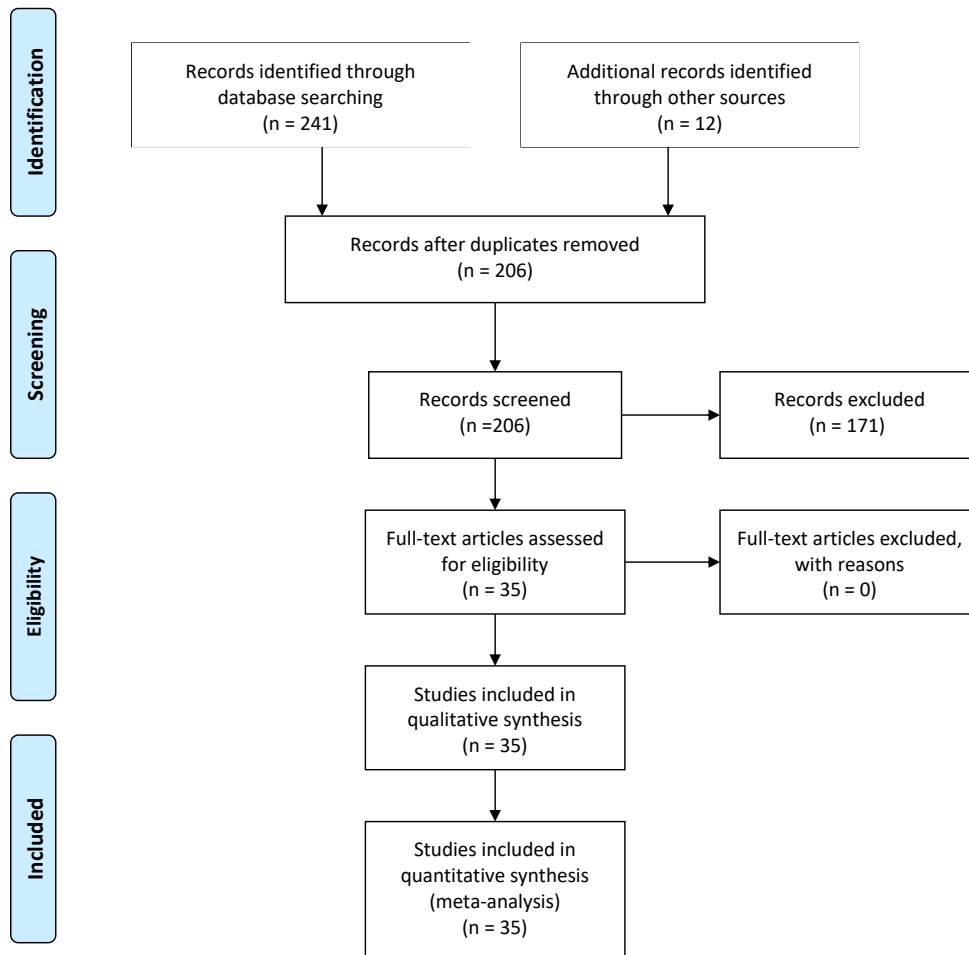 Identification
Records identified through
database searching
(n = 241)
Additional records identified
through other sources
(n = 12)
Records after duplicates removed
(n = 206)
Screening
Records screened
(n =206)
Records excluded
(n = 171)
Eligibility
Full-text articles assessed
for eligibility
(n = 35)
Full-text articles excluded,
with reasons
(n = 0)
Studies included in
qualitative synthesis
(n = 35)
Included
Studies included in
quantitative synthesis
(meta-analysis)
(n = 35)